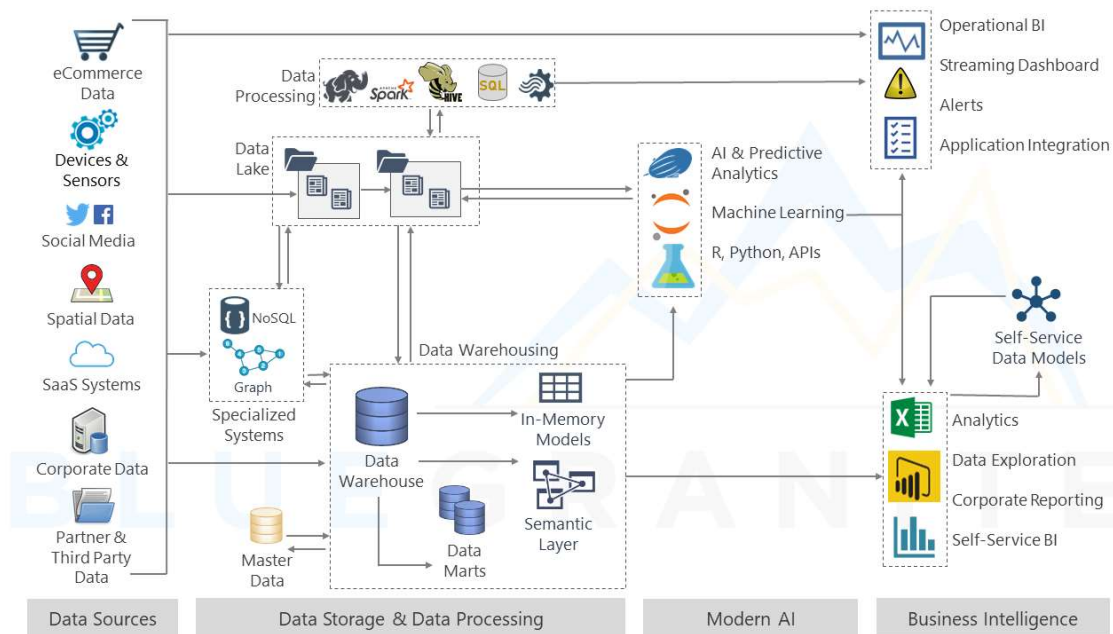 eCommerce
Data
Devices &
Sensors
Social Media
Spatial Data
SaaS Systems
Corporate Data
Partner &
Third Party
Data
Data
Processing
APACHE
Spark
HIVE
SQL
Data
Lake
NoSQL
Graph
Specialized
Systems
Master
Data
Data Warehousing
Data
Warehouse
In-Memory
Models
Semantic
Layer
Data
Marts
AI & Predictive
Analytics
Machine Learning
R, Python, APIs
Operational BI
Streaming Dashboard
Alerts
Application Integration
Self-Service
Data Models
Analytics
Data Exploration
Corporate Reporting
Self-Service BI
BLUE GRANITE
Data Sources
Data Storage & Data Processing
Modern AI
Business Intelligence